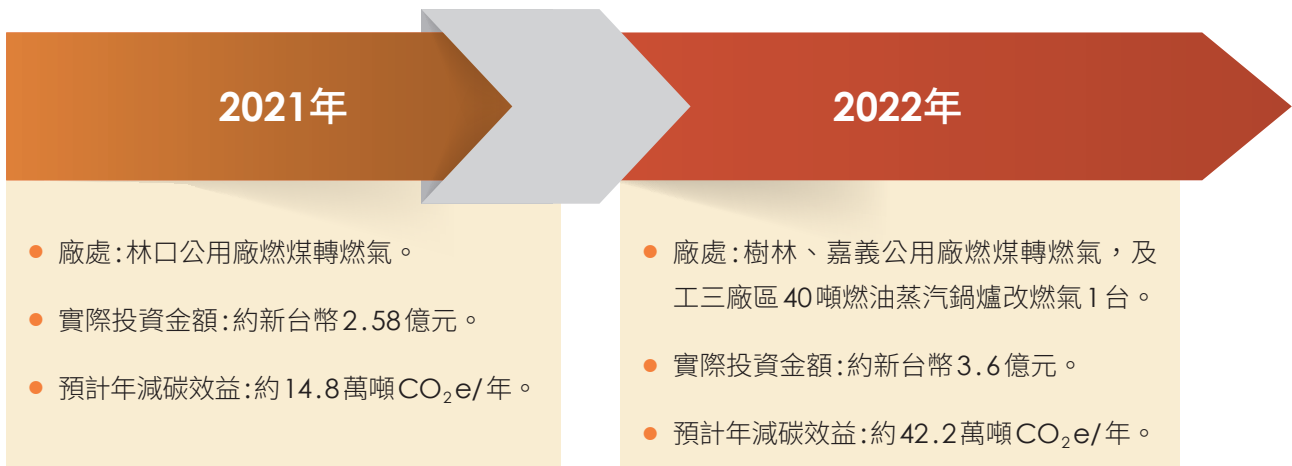 2021年
廠處:林口公用廠燃煤轉燃氣。
實際投資金額:約新台幣2.58億元。
預計年減碳效益:約14.8萬噸CO₂e/年。
2022年
廠處:樹林、嘉義公用廠燃煤轉燃氣,及
工三廠區40噸燃油蒸汽鍋爐改燃氣1台。
實際投資金額:約新台幣3.6億元。
預計年減碳效益:約42.2萬噸CO₂e/年。